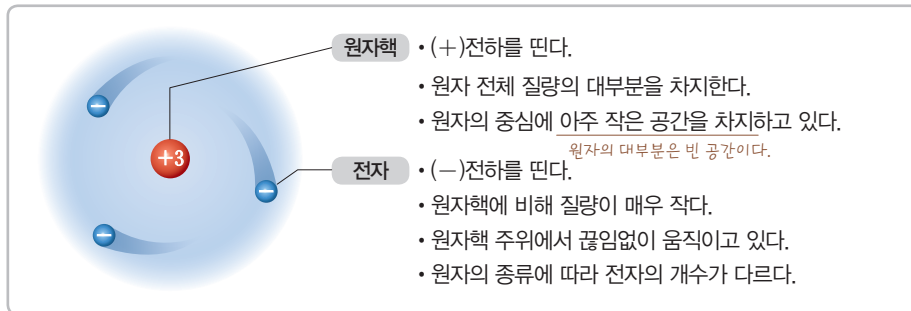 원자핵 • (+)전하를 띤다.
• 원자 전체 질량의 대부분을 차지한다.
• 원자의 중심에 아주 작은 공간을 차지하고 있다.
원자의 대부분은 빈 공간이다.
+3
전자 • (−)전하를 띤다.
• 원자핵에 비해 질량이 매우 작다.
• 원자핵 주위에서 끊임없이 움직이고 있다.
• 원자의 종류에 따라 전자의 개수가 다르다.
−
−
−